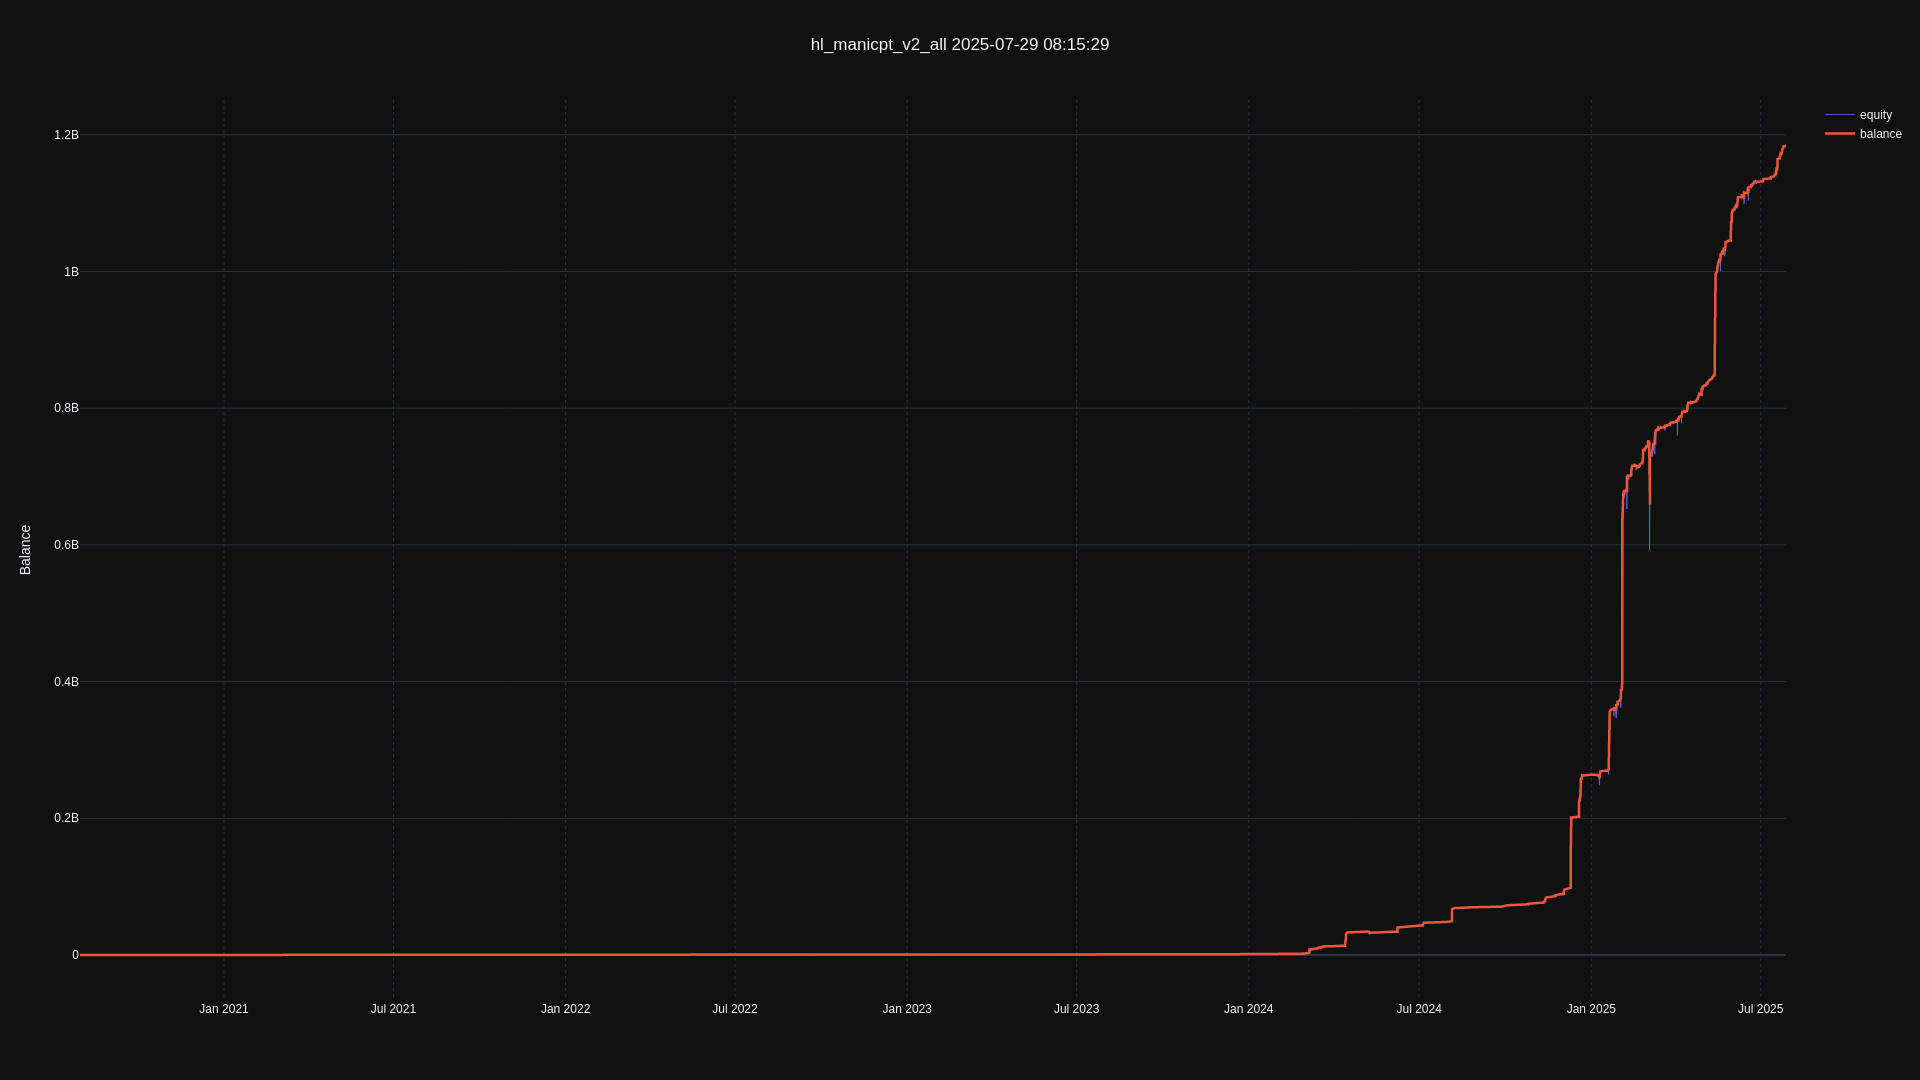 hl_manicpt_v2_all 2025-07-29 08:15:29
equity
balance
1.2B
1B
0.8B
0.6B
0.4B
0.2B
0
Balance
Jan 2021
Jul 2021
Jan 2022
Jul 2022
Jan 2023
Jul 2023
Jan 2024
Jul 2024
Jan 2025
Jul 2025